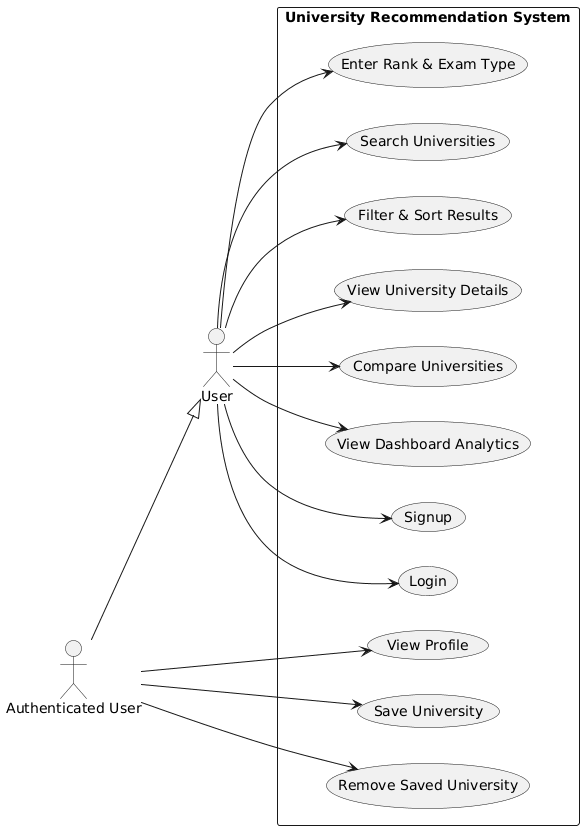 University Recommendation System
Enter Rank & Exam Type
Search Universities
Filter & Sort Results
View University Details
Compare Universities
User
View Dashboard Analytics
Signup
Login
View Profile
Authenticated User
Save University
Remove Saved University